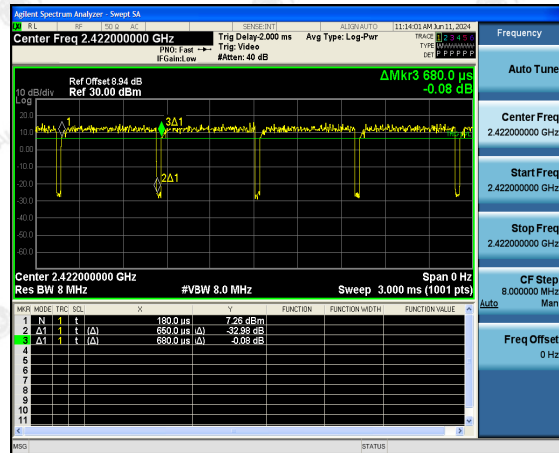 Agilent Spectrum Analyzer - Swept SA
RL RF 50 Ω AC SENSE:INT ALIGN AUTO 11:14:01 AM Jun 11, 2024
Center Freq 2.422000000 GHz
PNO: Fast
IFGain:Low
Trig Delay-2.000 ms
Trig: Video
#Atten: 40 dB
Avg Type: Log-Pwr
TRACE 1 2 3 4 5 6
TYPE WWWWWW
DET P P P P P P
Ref Offset 8.94 dB
10 dB/div Ref 30.00 dBm
Log
ΔMkr3 680.0 µs
-0.08 dB
20.0
10.0
0.00
-10.0
-20.0
-30.0
-40.0
-50.0
-60.0
1
3Δ1
2Δ1
Center 2.422000000 GHz Span 0 Hz
Res BW 8 MHz #VBW 8.0 MHz Sweep 3.000 ms (1001 pts)
MKR MODE TRC SCL X Y FUNCTION FUNCTION WIDTH FUNCTION VALUE
1 N 1 t 180.0 µs 7.26 dBm
2 Δ1 1 t (Δ) 650.0 µs (Δ) -32.98 dB
3 Δ1 1 t (Δ) 680.0 µs (Δ) -0.08 dB
4
5
6
7
8
9
10
11
MSG STATUS
Frequency
Auto Tune
Center Freq
2.422000000 GHz
Start Freq
2.422000000 GHz
Stop Freq
2.422000000 GHz
CF Step
8.000000 MHz
Auto Man
Freq Offset
0 Hz